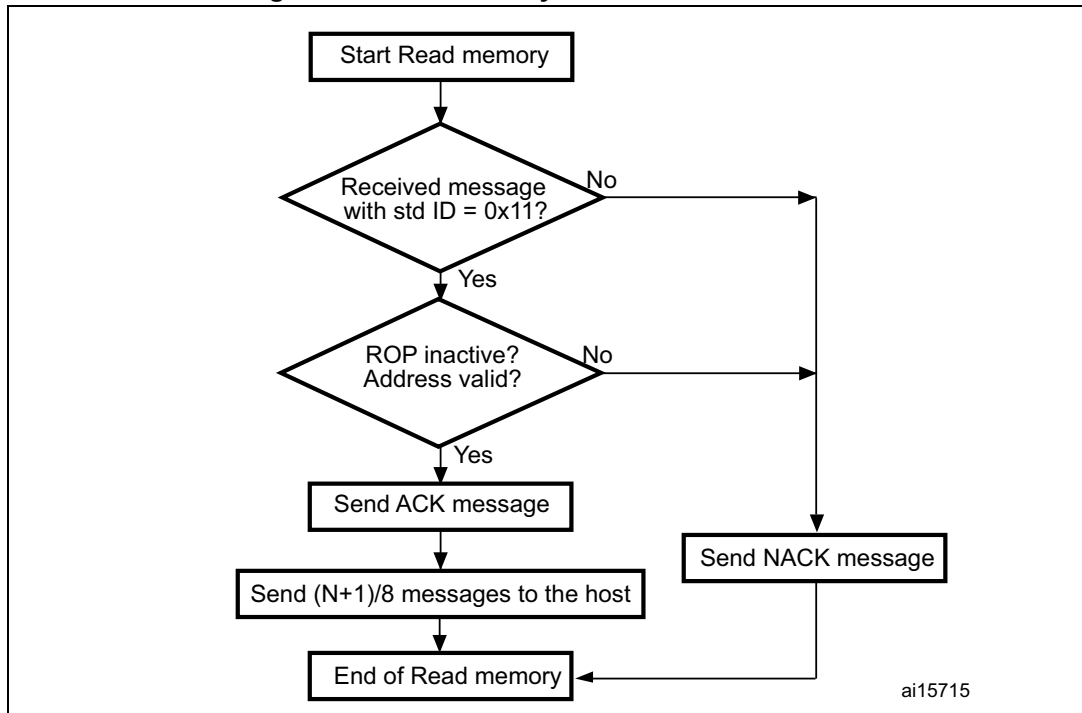 Start Read memory
Received message
with std ID = 0x11?
No
Yes
ROP inactive?
Address valid?
No
Yes
Send ACK message
Send NACK message
Send (N+1)/8 messages to the host
End of Read memory
ai15715